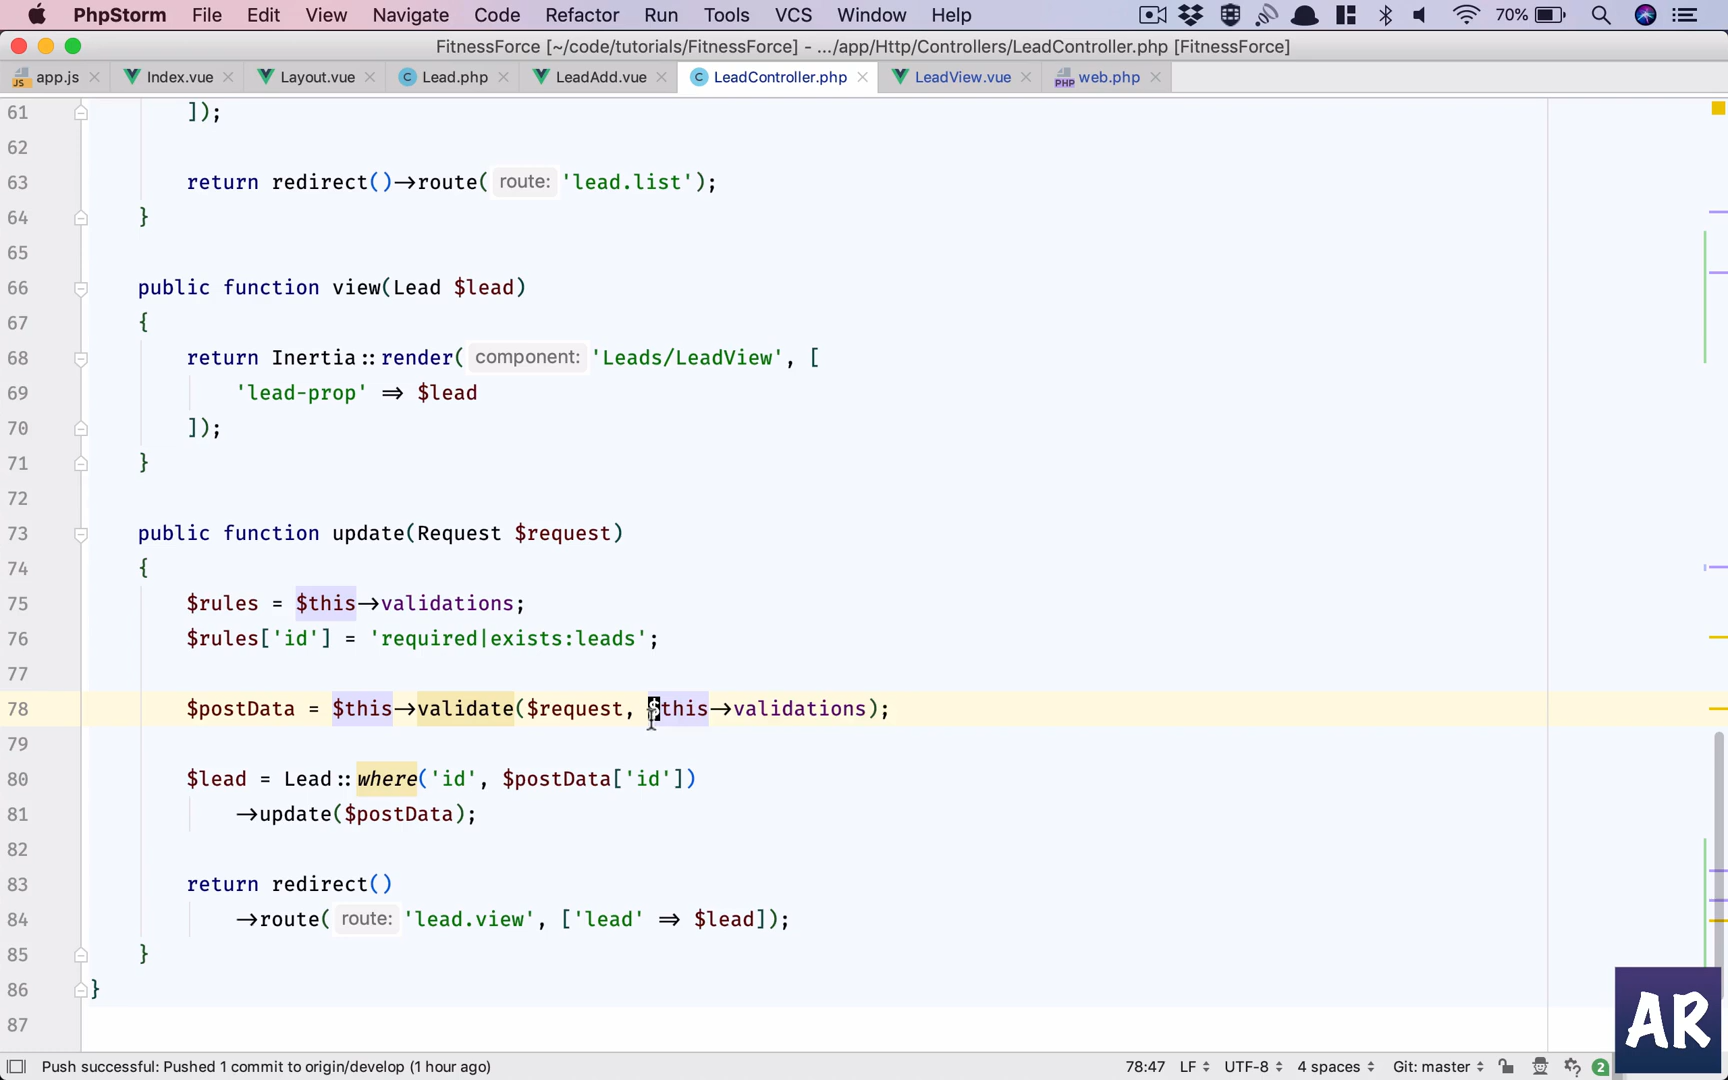 PhpStorm File Edit View Navigate Code Refactor Run Tools VCS Window Help 70%
FitnessForce [~/code/tutorials/FitnessForce] - .../app/Http/Controllers/LeadController.php [FitnessForce]
app.js Index.vue Layout.vue Lead.php LeadAdd.vue LeadController.php LeadView.vue web.php
61 ]);
62
63 return redirect()→route( route: 'lead.list');
64 }
65
66 public function view(Lead $lead)
67 {
68 return Inertia::render( component: 'Leads/LeadView', [
69 'lead-prop' ⇒ $lead
70 ]);
71 }
72
73 public function update(Request $request)
74 {
75 $rules = $this→validations;
76 $rules['id'] = 'required|exists:leads';
77
78 $postData = $this→validate($request, $this→validations);
79
80 $lead = Lead::where('id', $postData['id'])
81 →update($postData);
82
83 return redirect()
84 →route( route: 'lead.view', ['lead' ⇒ $lead]);
85 }
86 }
87
AR
Push successful: Pushed 1 commit to origin/develop (1 hour ago) 78:47 LF UTF-8 4 spaces Git: master 2